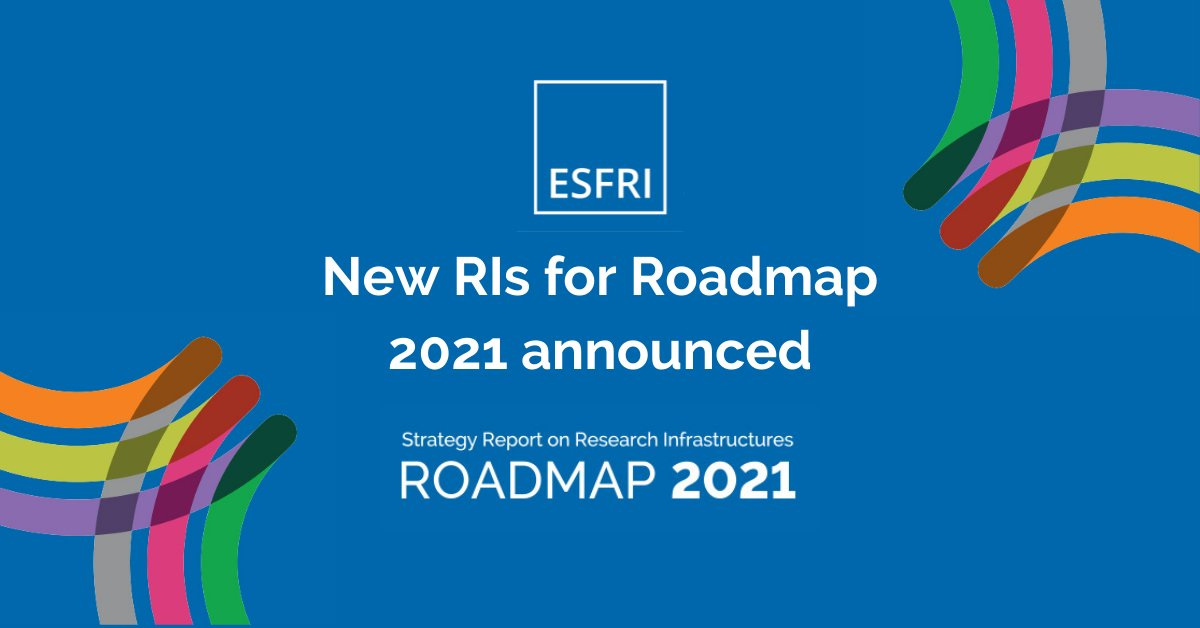 ESFRI
New RIs for Roadmap
2021 announced
Strategy Report on Research Infrastructures
ROADMAP 2021